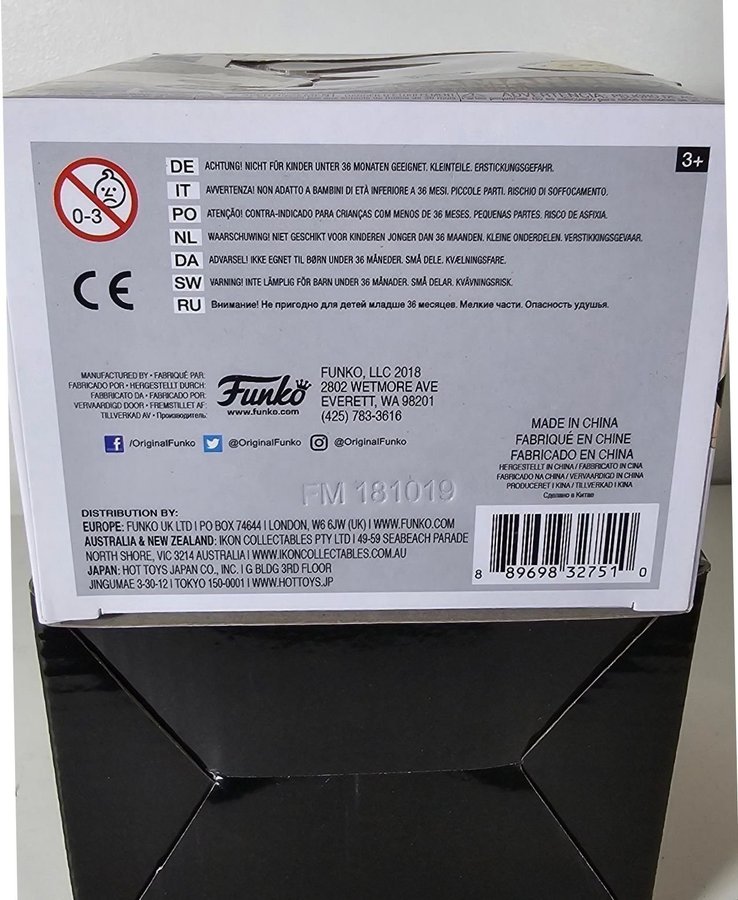 ADVERTENCIA:
3+
0-3
DE ACHTUNG! NICHT FÜR KINDER UNTER 36 MONATEN GEEIGNET. KLEINTEILE. ERSTICKUNGSGEFAHR.
IT AVVERTENZA! NON ADATTO A BAMBINI DI ETÀ INFERIORE A 36 MESI. PICCOLE PARTI. RISCHIO DI SOFFOCAMENTO.
PO ATENÇÃO! CONTRA-INDICADO PARA CRIANÇAS COM MENOS DE 36 MESES. PEQUENAS PARTES. RISCO DE ASFIXIA.
NL WAARSCHUWING! NIET GESCHIKT VOOR KINDEREN JONGER DAN 36 MAANDEN. KLEINE ONDERDELEN. VERSTIKKINGSGEVAAR.
DA ADVARSEL! IKKE EGNET TIL BØRN UNDER 36 MÅNEDER. SMÅ DELE. KVÆLNINGSFARE.
SW VARNING! INTE LÄMPLIG FÖR BARN UNDER 36 MÅNADER. SMÅ DELAR. KVÄVNINGSRISK.
RU Внимание! Не пригодно для детей младше 36 месяцев. Мелкие части. Опасность удушья.
CE
MANUFACTURED BY • FABRIQUÉ PAR:
FABRICADO POR • HERGESTELLT DURCH:
FABBRICATO DA • FABRICADO POR:
VERVAARDIGD DOOR • FREMSTILLET AF:
TILLVERKAD AV • Производитель:
Funko
www.funko.com
FUNKO, LLC 2018
2802 WETMORE AVE
EVERETT, WA 98201
(425) 783-3616
f /OriginalFunko @OriginalFunko @OriginalFunko
MADE IN CHINA
FABRIQUÉ EN CHINE
FABRICADO EN CHINA
HERGESTELLT IN CHINA / FABBRICATO IN CINA
FABRICADO NA CHINA / VERVAARDIGD IN CHINA
PRODUCERET I KINA / TILLVERKAD I KINA
Сделано в Китае
FM 181019
DISTRIBUTION BY:
EUROPE: FUNKO UK LTD | PO BOX 74644 | LONDON, W6 6JW (UK) | WWW.FUNKO.COM
AUSTRALIA & NEW ZEALAND: IKON COLLECTABLES PTY LTD | 49-59 SEABEACH PARADE
NORTH SHORE, VIC 3214 AUSTRALIA | WWW.IKONCOLLECTABLES.COM.AU
JAPAN: HOT TOYS JAPAN CO., INC. | G BLDG 3RD FLOOR
JINGUMAE 3-30-12 | TOKYO 150-0001 | WWW.HOTTOYS.JP
8 89698 32751 0